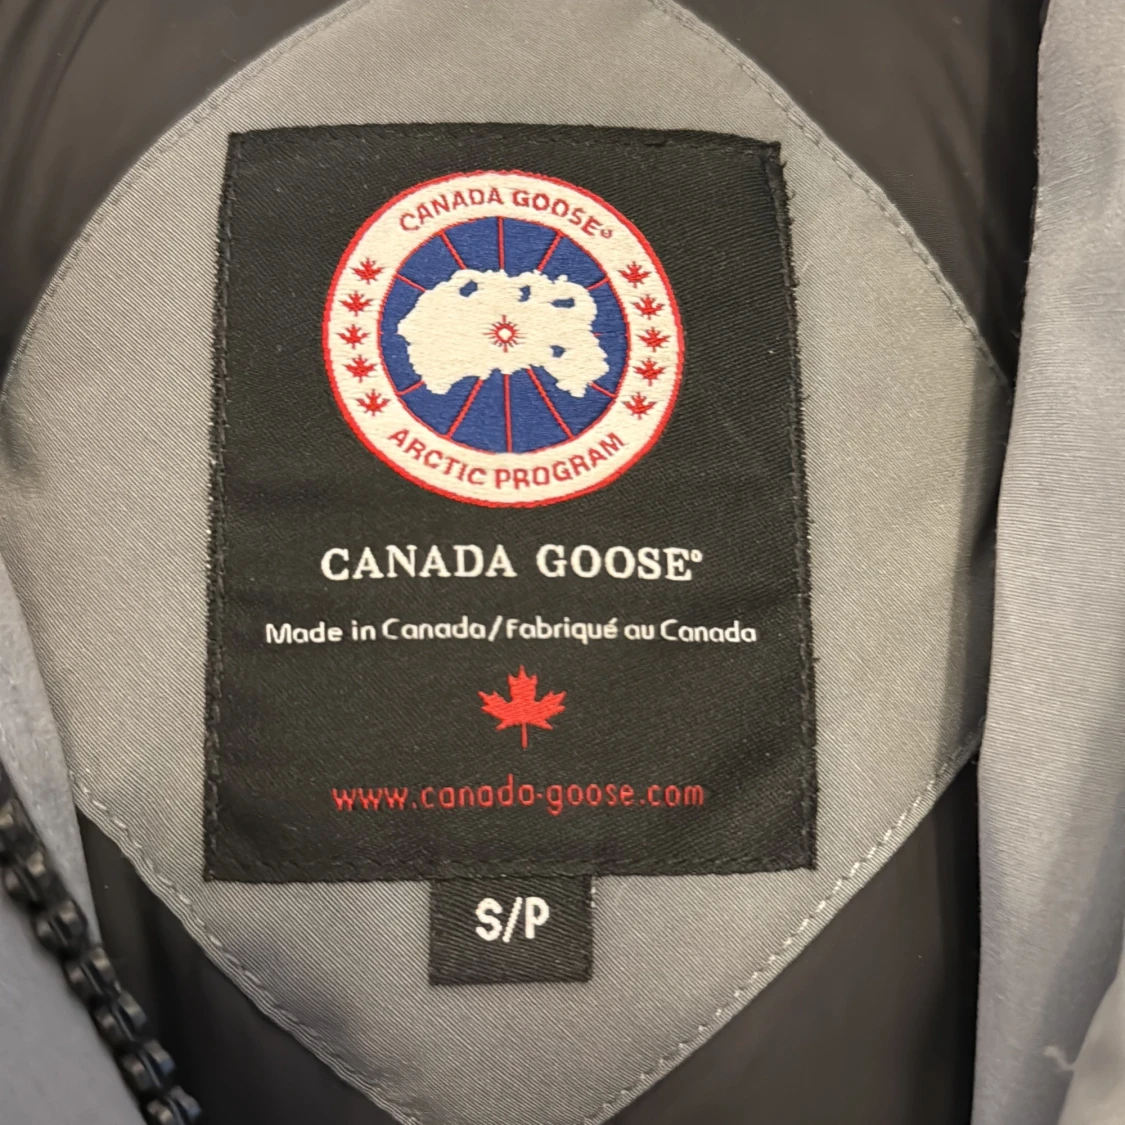 CANADA GOOSE®
ARCTIC PROGRAM
CANADA GOOSE®
Made in Canada/Fabriqué au Canada
www.canada-goose.com
S/P